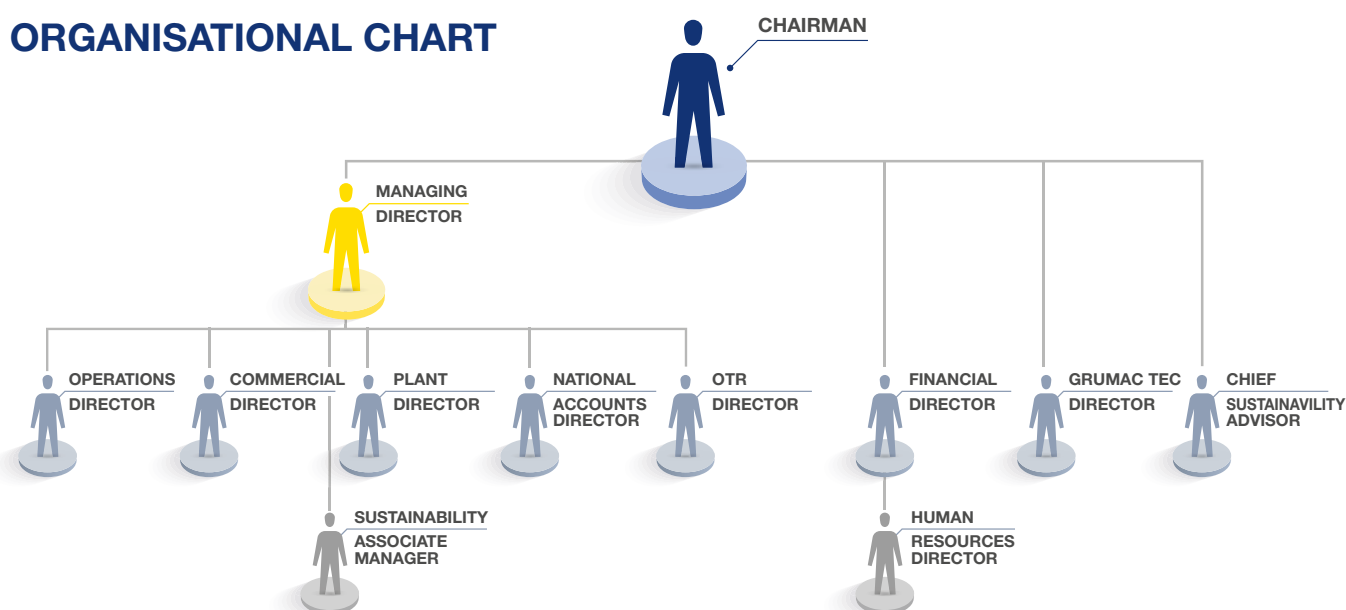 ORGANISATIONAL CHART
CHAIRMAN
MANAGING
DIRECTOR
OPERATIONS
DIRECTOR
COMMERCIAL
DIRECTOR
PLANT
DIRECTOR
NATIONAL
ACCOUNTS
DIRECTOR
OTR
DIRECTOR
FINANCIAL
DIRECTOR
GRUMAC TEC
DIRECTOR
CHIEF
SUSTAINAVILITY
ADVISOR
SUSTAINABILITY
ASSOCIATE
MANAGER
HUMAN
RESOURCES
DIRECTOR